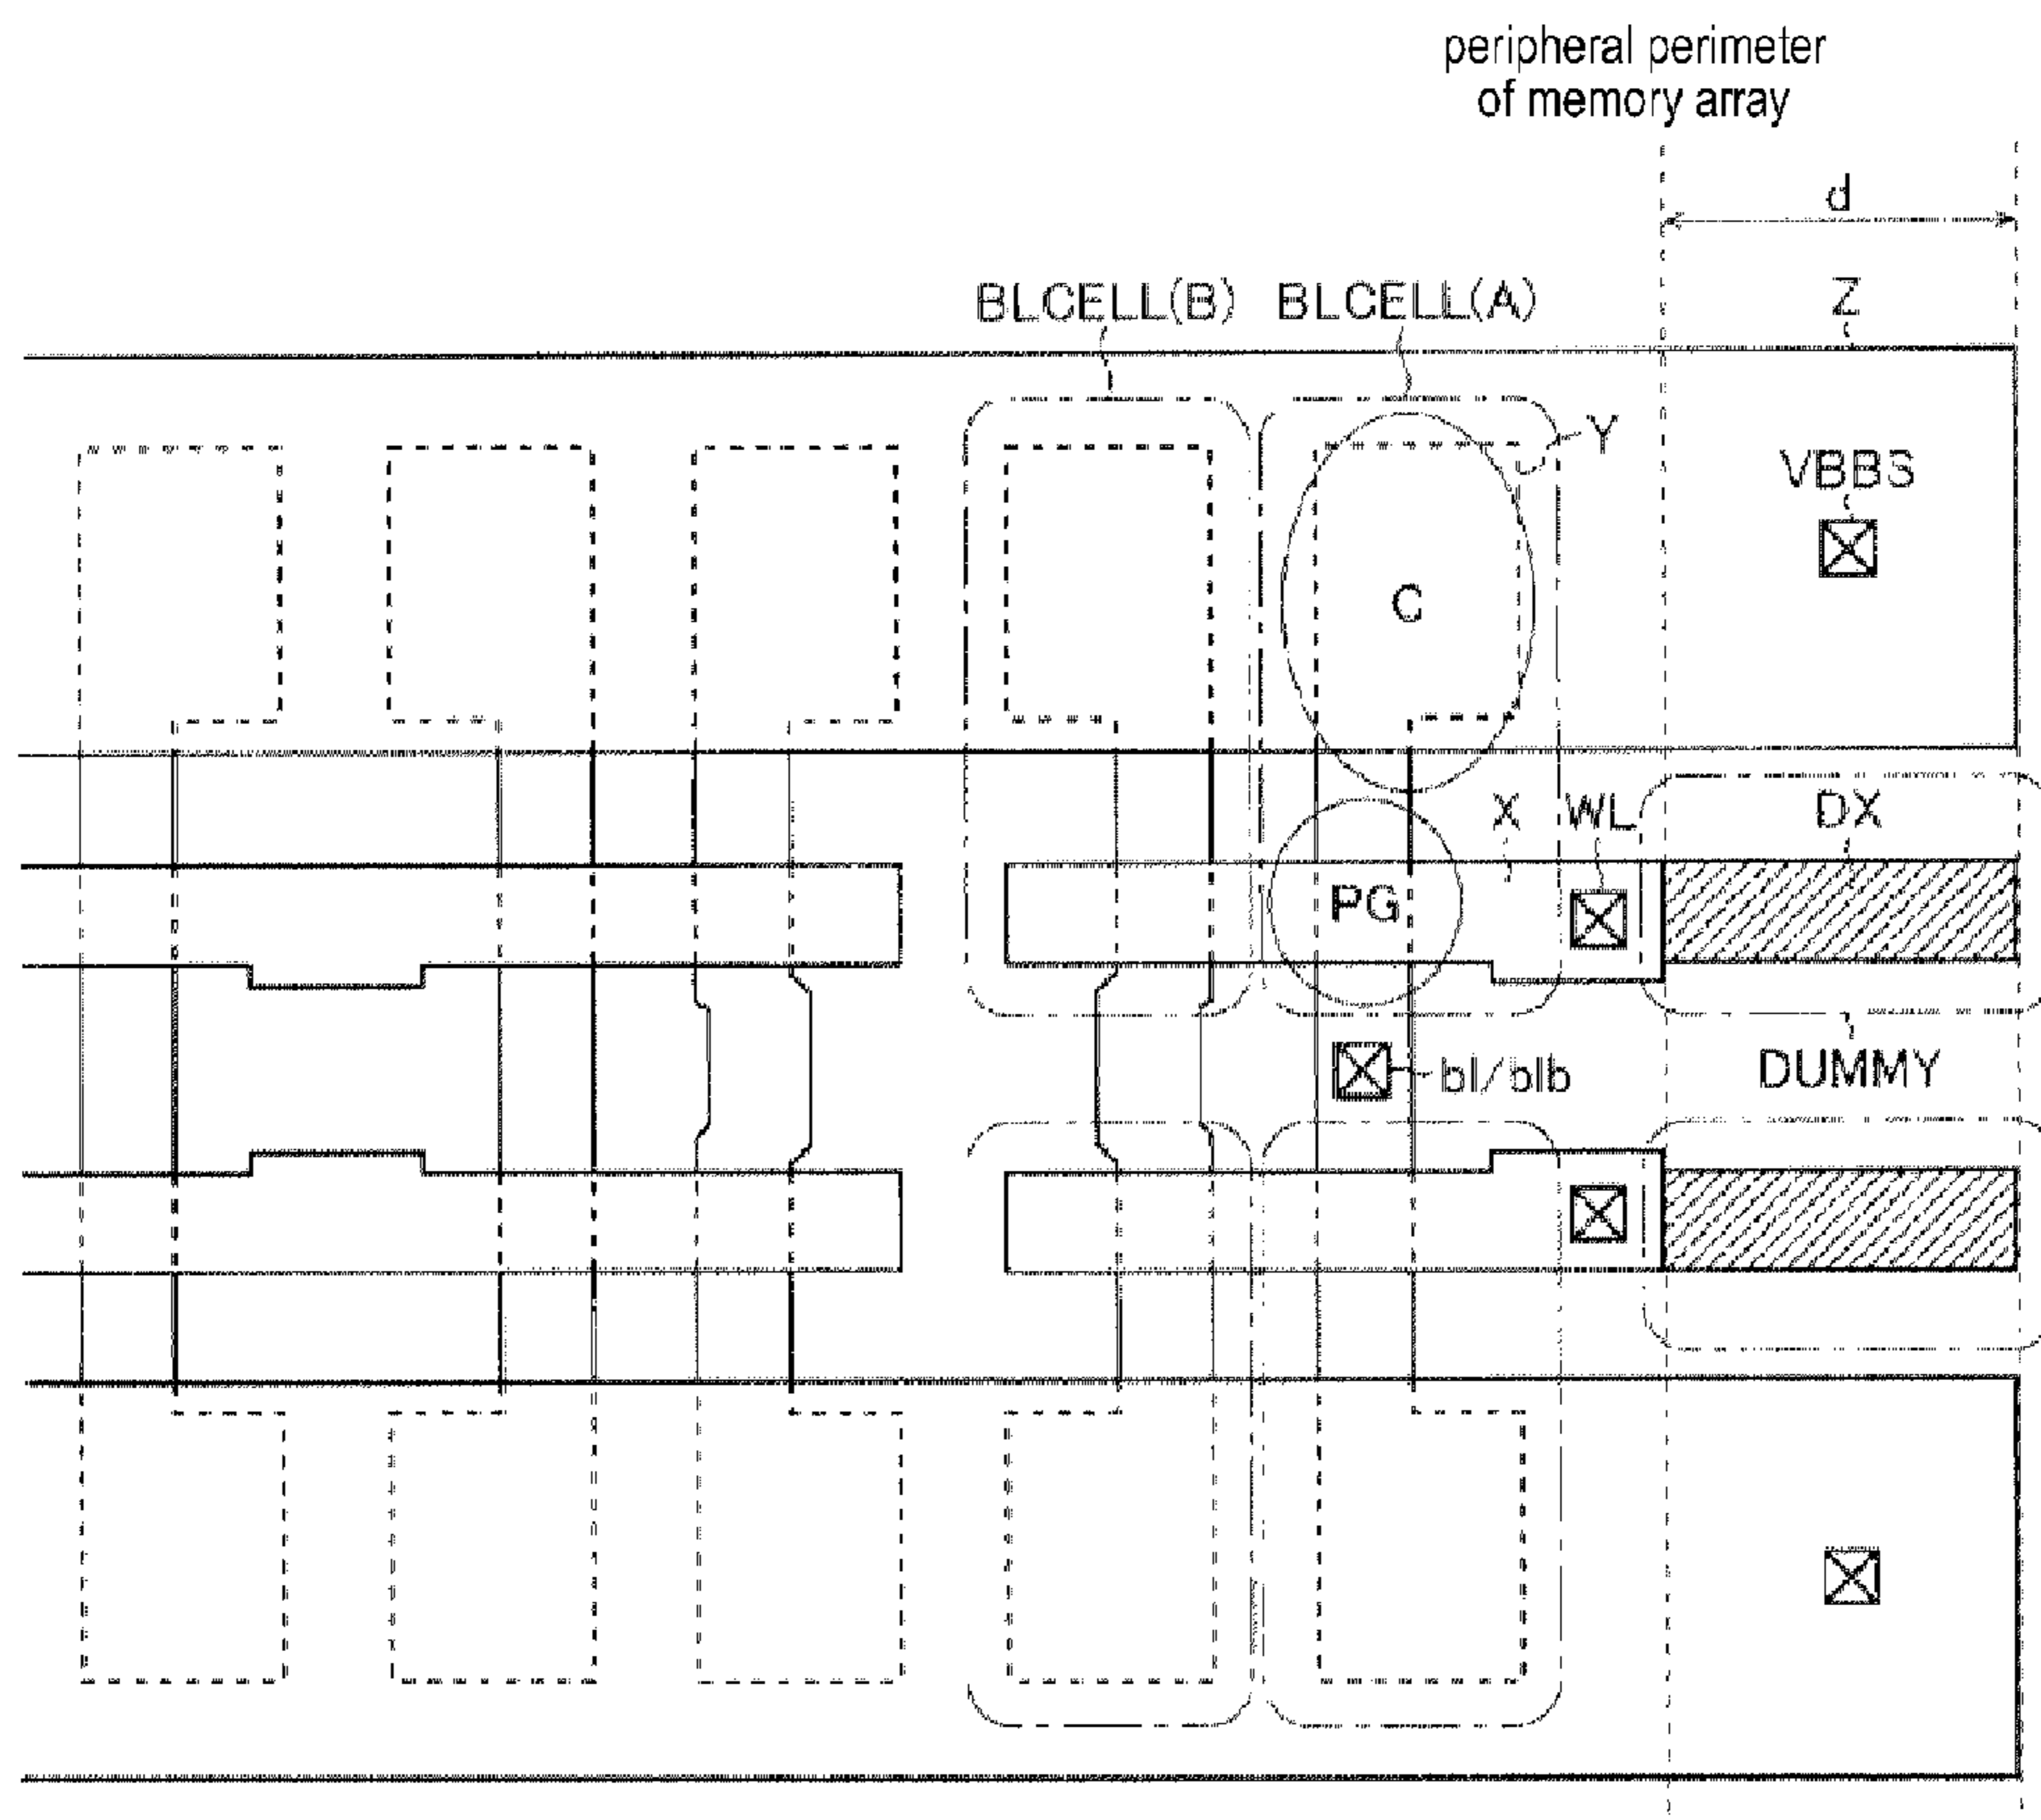 peripheral perimeter
of memory array
d
BLCELL(B) BLCELL(A) Z
Y
VBBS
C
X WL DX
PG
bl/blb DUMMY